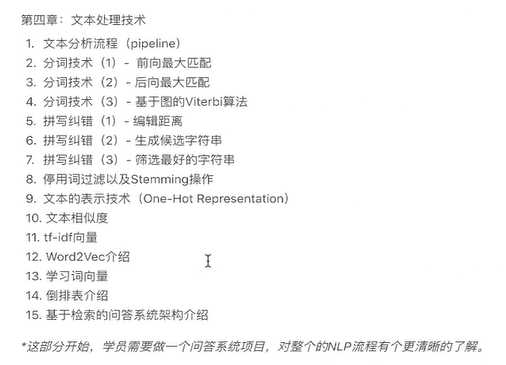 第四章：文本处理技术
1. 文本分析流程（pipeline）
2. 分词技术（1）- 前向最大匹配
3. 分词技术（2）- 后向最大匹配
4. 分词技术（3）- 基于图的Viterbi算法
5. 拼写纠错（1）- 编辑距离
6. 拼写纠错（2）- 生成候选字符串
7. 拼写纠错（3）- 筛选最好的字符串
8. 停用词过滤以及Stemming操作
9. 文本的表示技术（One-Hot Representation）
10. 文本相似度
11. tf-idf向量
12. Word2Vec介绍
13. 学习词向量
14. 倒排表介绍
15. 基于检索的问答系统架构介绍
*这部分开始，学员需要做一个问答系统项目，对整个的NLP流程有个更清晰的了解。